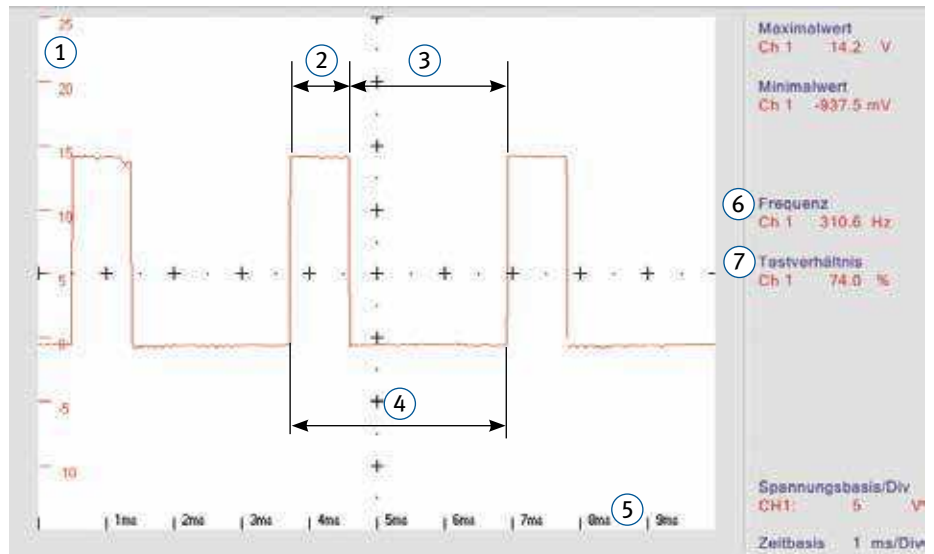 25
1
20
15
10
5
0
-5
10
2
3
4
1ms 2ms 3ms 4ms 5ms 6ms 7ms 8ms 9ms
5
Maximalwert
Ch 1 14.2 V
Minimalwert
Ch 1 -937.5 mV
6 Frequenz
Ch 1 310.6 Hz
7 Tastverhältnis
Ch 1 74.0 %
Spannungsbasis/Div
CH1: 5 V
Zeitbasis 1 ms/Div